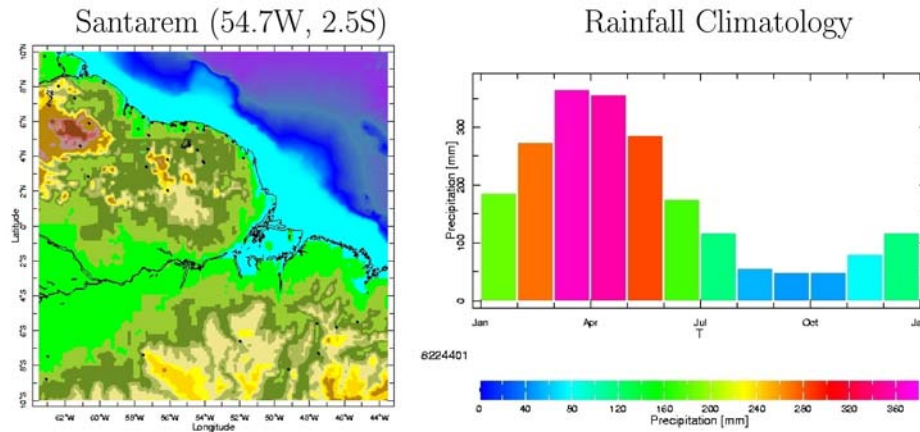 Santarem (54.7W, 2.5S)
Rainfall Climatology
10°N
8°N
6°N
4°N
2°N
0°
2°S
4°S
6°S
8°S
10°S
Latitude
62°W 60°W 58°W 56°W 54°W 52°W 50°W 48°W 46°W 44°W
Longitude
Precipitation [mm]
300
200
100
0
Jan Apr Jul Oct Jan
T
6224401
0 40 80 120 160 200 240 280 320 360
Precipitation [mm]